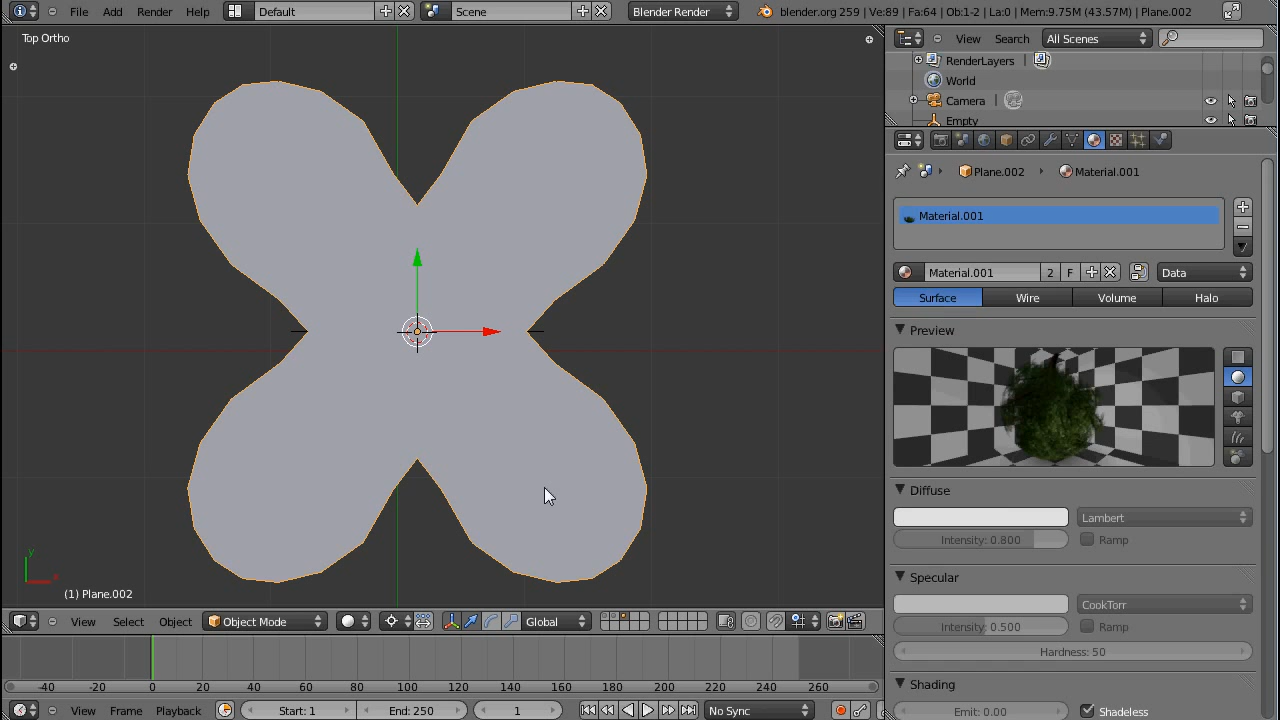 File Add Render Help Default Scene Blender Render blender.org 259 | Ve:89 | Fa:64 | Ob:1-2 | La:0 | Mem:9.75M (43.57M) | Plane.002
Top Ortho
View Search All Scenes
RenderLayers |
World
Camera |
Empty
Plane.002 Material.001
Material.001
Material.001 2 F Data
Surface Wire Volume Halo
Preview
Diffuse
Lambert
Intensity: 0.800 Ramp
Specular
CookTorr
Intensity: 0.500 Ramp
Hardness: 50
Shading
Emit: 0.00 Shadeless
y
x
(1) Plane.002
View Select Object Object Mode Global
-40 -20 0 20 40 60 80 100 120 140 160 180 200 220 240 260
View Frame Playback Start: 1 End: 250 1 No Sync